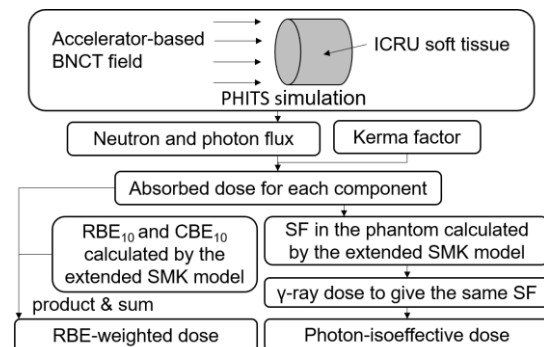 Accelerator-based
BNCT field
ICRU soft tissue
PHITS simulation
Neutron and photon flux
Kerma factor
Absorbed dose for each component
RBE₁₀ and CBE₁₀
calculated by the
extended SMK model
SF in the phantom calculated
by the extended SMK model
γ-ray dose to give the same SF
product & sum
RBE-weighted dose
Photon-isoeffective dose